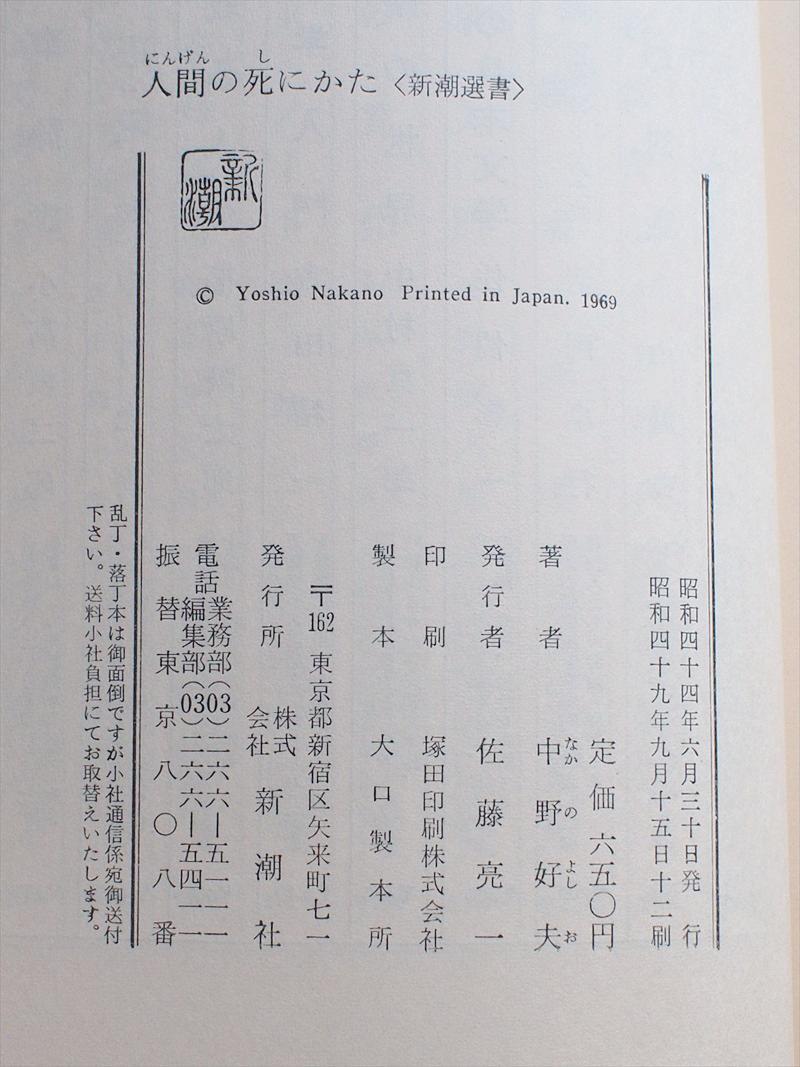 にんげん し
人間の死にかた〈新潮選書〉
新潮
© Yoshio Nakano Printed in Japan. 1969
昭和四十四年六月三十日発行
昭和四十九年九月十五日十二刷
定価六五〇円
著者 中野好夫
なか の よし お
発行者 佐藤亮一
印刷 塚田印刷株式会社
製本 大口製本所
〒162 東京都新宿区矢来町七一
発行所 株式会社 新潮社
電話 業務部(03)二六六―五一一一
編集部(03)二六六―五四一一
振替東京八〇八番
乱丁・落丁本は御面倒ですが小社通信係宛御送付
下さい。送料小社負担にてお取替えいたします。